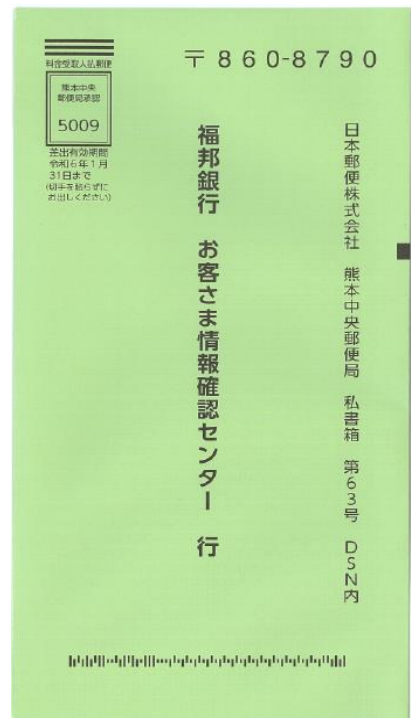 料金受取人払郵便
熊本中央
郵便局承認
5009
差出有効期間
令和6年1月
31日まで
(切手を貼らずに
お出しください)
〒860-8790
日本郵便株式会社 熊本中央郵便局 私書箱 第63号 DSN内
福邦銀行 お客さま情報確認センター 行